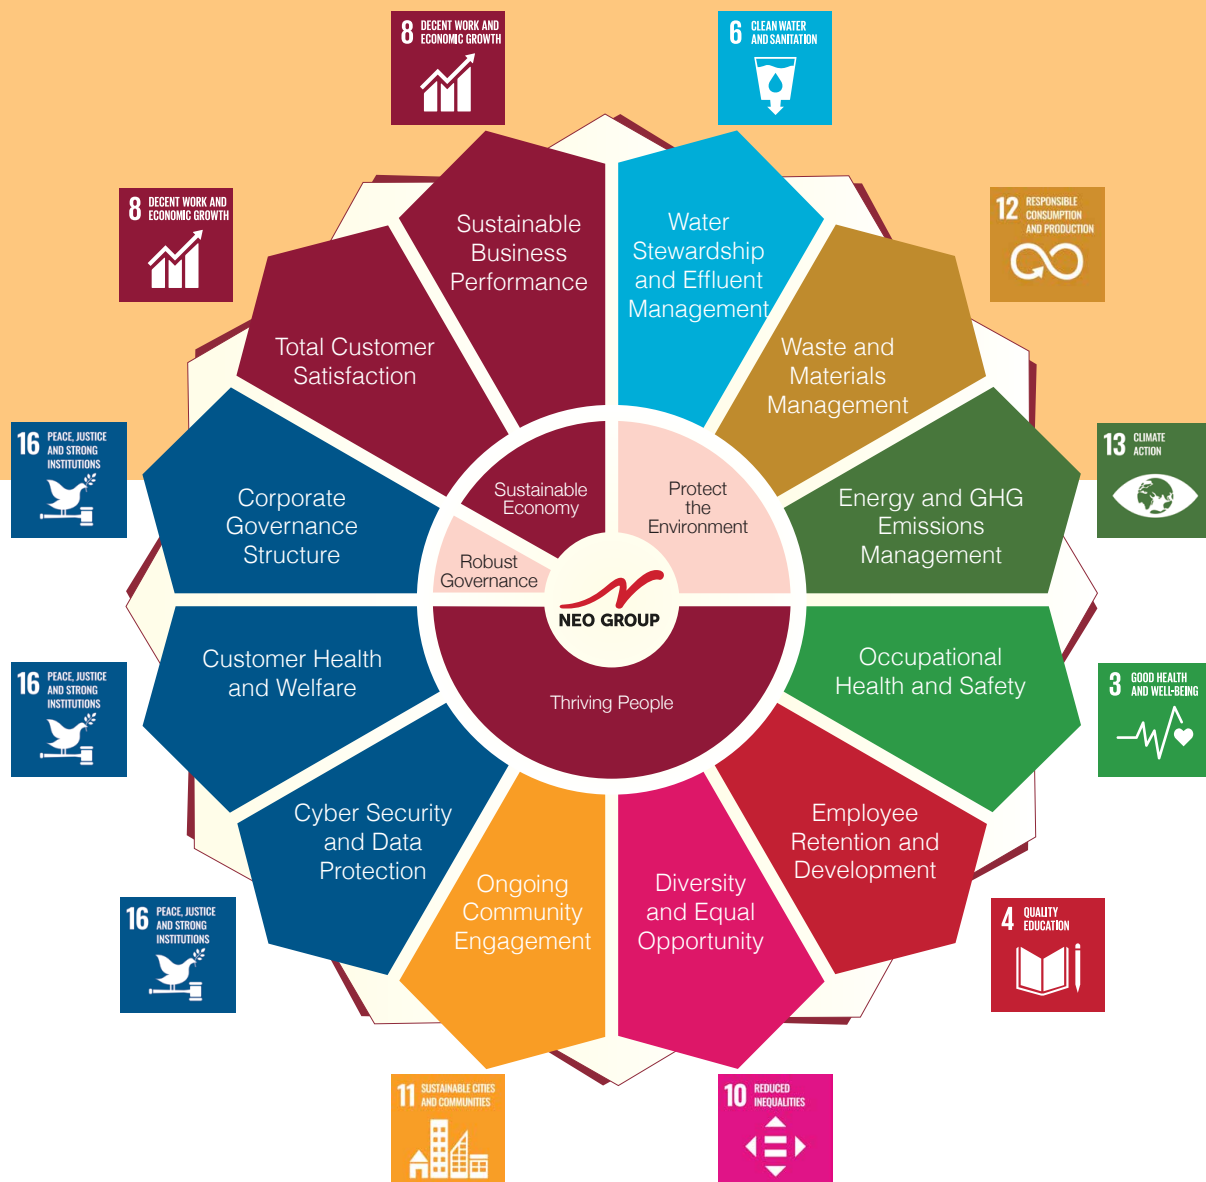 8 DECENT WORK AND
ECONOMIC GROWTH
6 CLEAN WATER
AND SANITATION
8 DECENT WORK AND
ECONOMIC GROWTH
12 RESPONSIBLE
CONSUMPTION
AND PRODUCTION
Sustainable
Business
Performance
Water
Stewardship
and Effluent
Management
Total Customer
Satisfaction
Waste and
Materials
Management
16 PEACE, JUSTICE
AND STRONG
INSTITUTIONS
13 CLIMATE
ACTION
Corporate
Governance
Structure
Sustainable
Economy
Protect
the
Environment
Energy and GHG
Emissions
Management
Robust
Governance
NEO GROUP
Customer Health
and Welfare
Thriving People
Occupational
Health and Safety
16 PEACE, JUSTICE
AND STRONG
INSTITUTIONS
3 GOOD HEALTH
AND WELL-BEING
Cyber Security
and Data
Protection
Employee
Retention and
Development
Ongoing
Community
Engagement
Diversity
and Equal
Opportunity
16 PEACE, JUSTICE
AND STRONG
INSTITUTIONS
4 QUALITY
EDUCATION
11 SUSTAINABLE CITIES
AND COMMUNITIES
10 REDUCED
INEQUALITIES